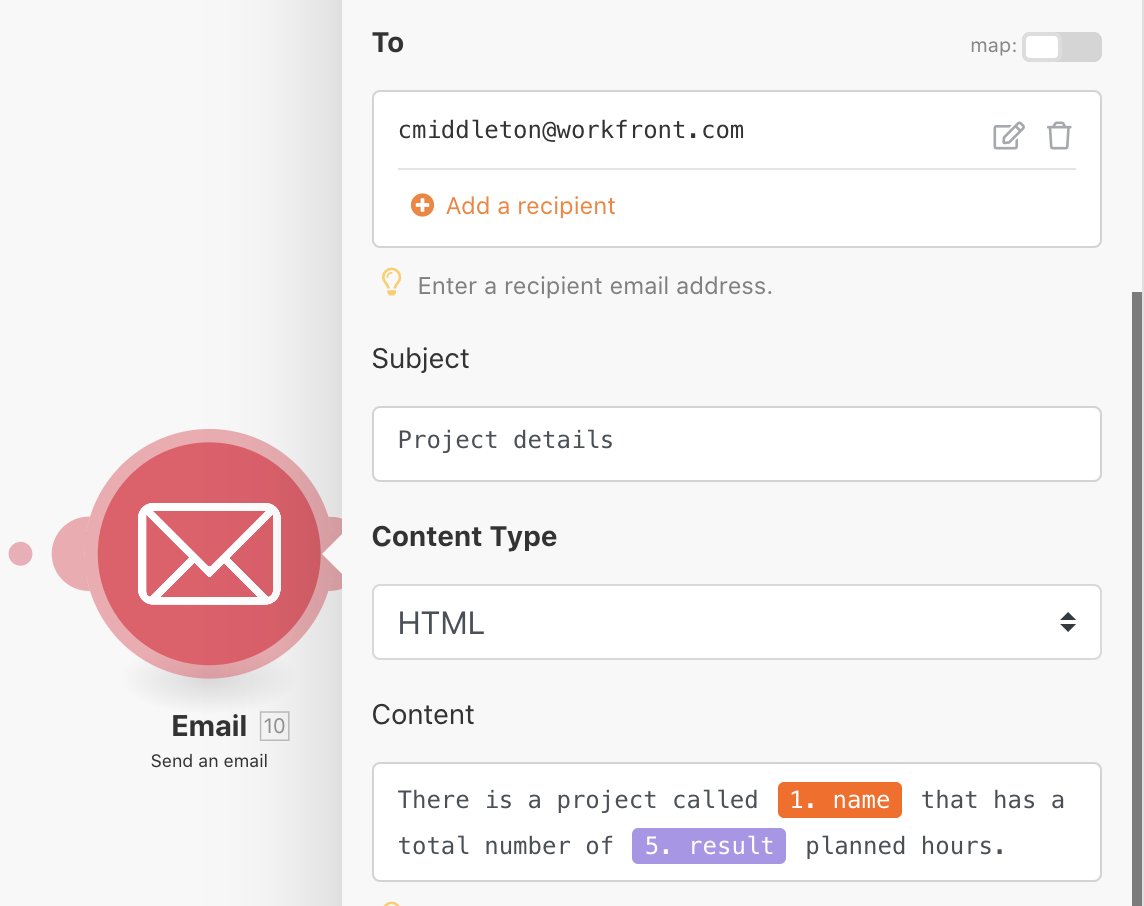 To
map:
cmiddleton@workfront.com
Add a recipient
Enter a recipient email address.
Subject
Project details
Content Type
HTML
Content
There is a project called 1. name that has a
total number of 5. result planned hours.
Email 10
Send an email